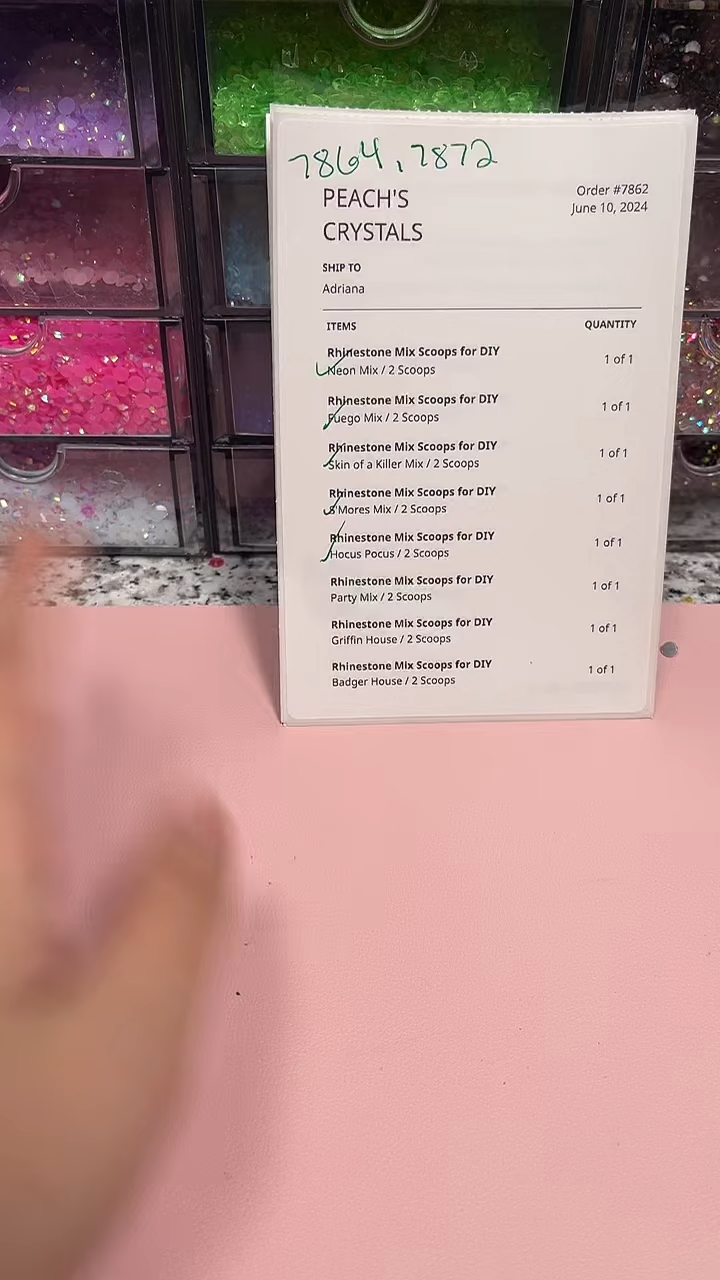 7864, 7872
PEACH'S
CRYSTALS
Order #7862
June 10, 2024
SHIP TO
Adriana
ITEMS QUANTITY
Rhinestone Mix Scoops for DIY
Neon Mix / 2 Scoops 1 of 1
Rhinestone Mix Scoops for DIY
Fuego Mix / 2 Scoops 1 of 1
Rhinestone Mix Scoops for DIY
Skin of a Killer Mix / 2 Scoops 1 of 1
Rhinestone Mix Scoops for DIY
S'Mores Mix / 2 Scoops 1 of 1
Rhinestone Mix Scoops for DIY
Hocus Pocus / 2 Scoops 1 of 1
Rhinestone Mix Scoops for DIY
Party Mix / 2 Scoops 1 of 1
Rhinestone Mix Scoops for DIY
Griffin House / 2 Scoops 1 of 1
Rhinestone Mix Scoops for DIY
Badger House / 2 Scoops 1 of 1